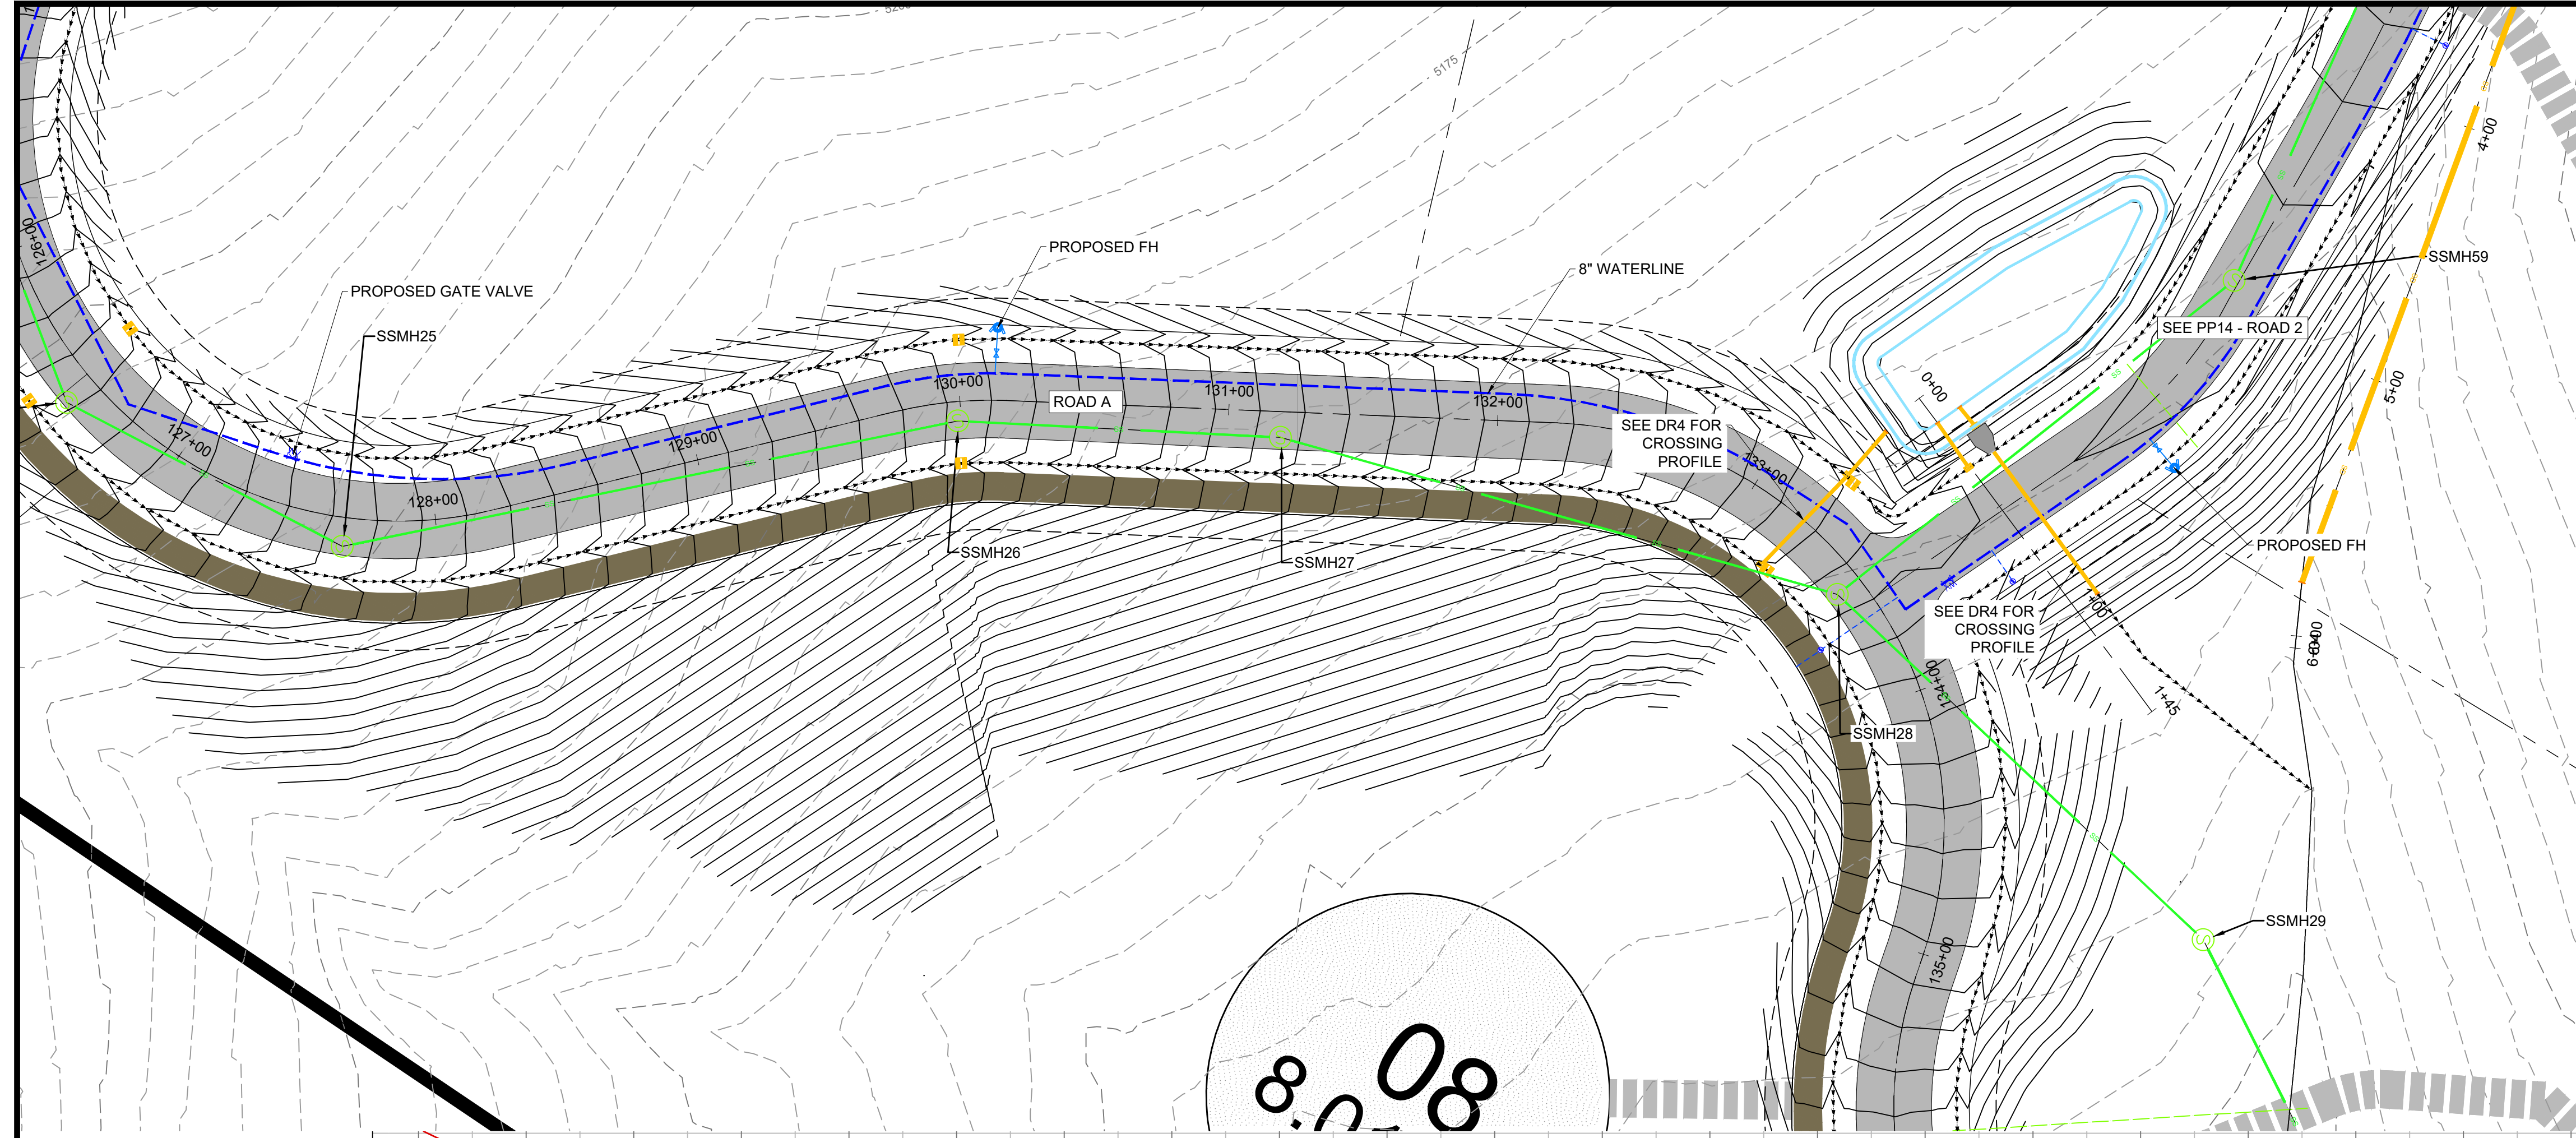 5175
4+00
126+00
PROPOSED FH
SSMH59
8" WATERLINE
PROPOSED GATE VALVE
SEE PP14 - ROAD 2
SSMH25
130+00
131+00
132+00
0+00
5+00
ROAD A
SEE DR4 FOR
CROSSING
PROFILE
127+00
129+00
133+00
128+00
SSMH26
SSMH27
PROPOSED FH
1+00
SEE DR4 FOR
CROSSING
PROFILE
134+00
1+45
SSMH28
SSMH29
135+00
08